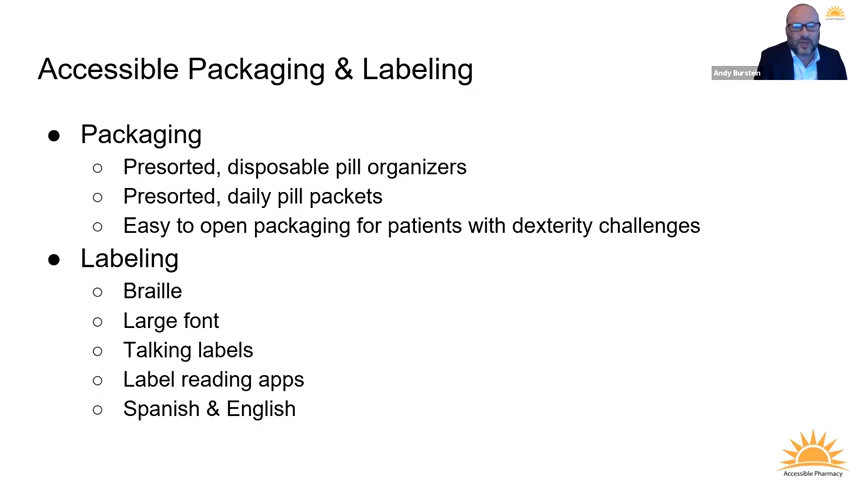 Accessible Packaging & Labeling
Andy Burstein
● Packaging
○ Presorted, disposable pill organizers
○ Presorted, daily pill packets
○ Easy to open packaging for patients with dexterity challenges
● Labeling
○ Braille
○ Large font
○ Talking labels
○ Label reading apps
○ Spanish & English
Accessible Pharmacy